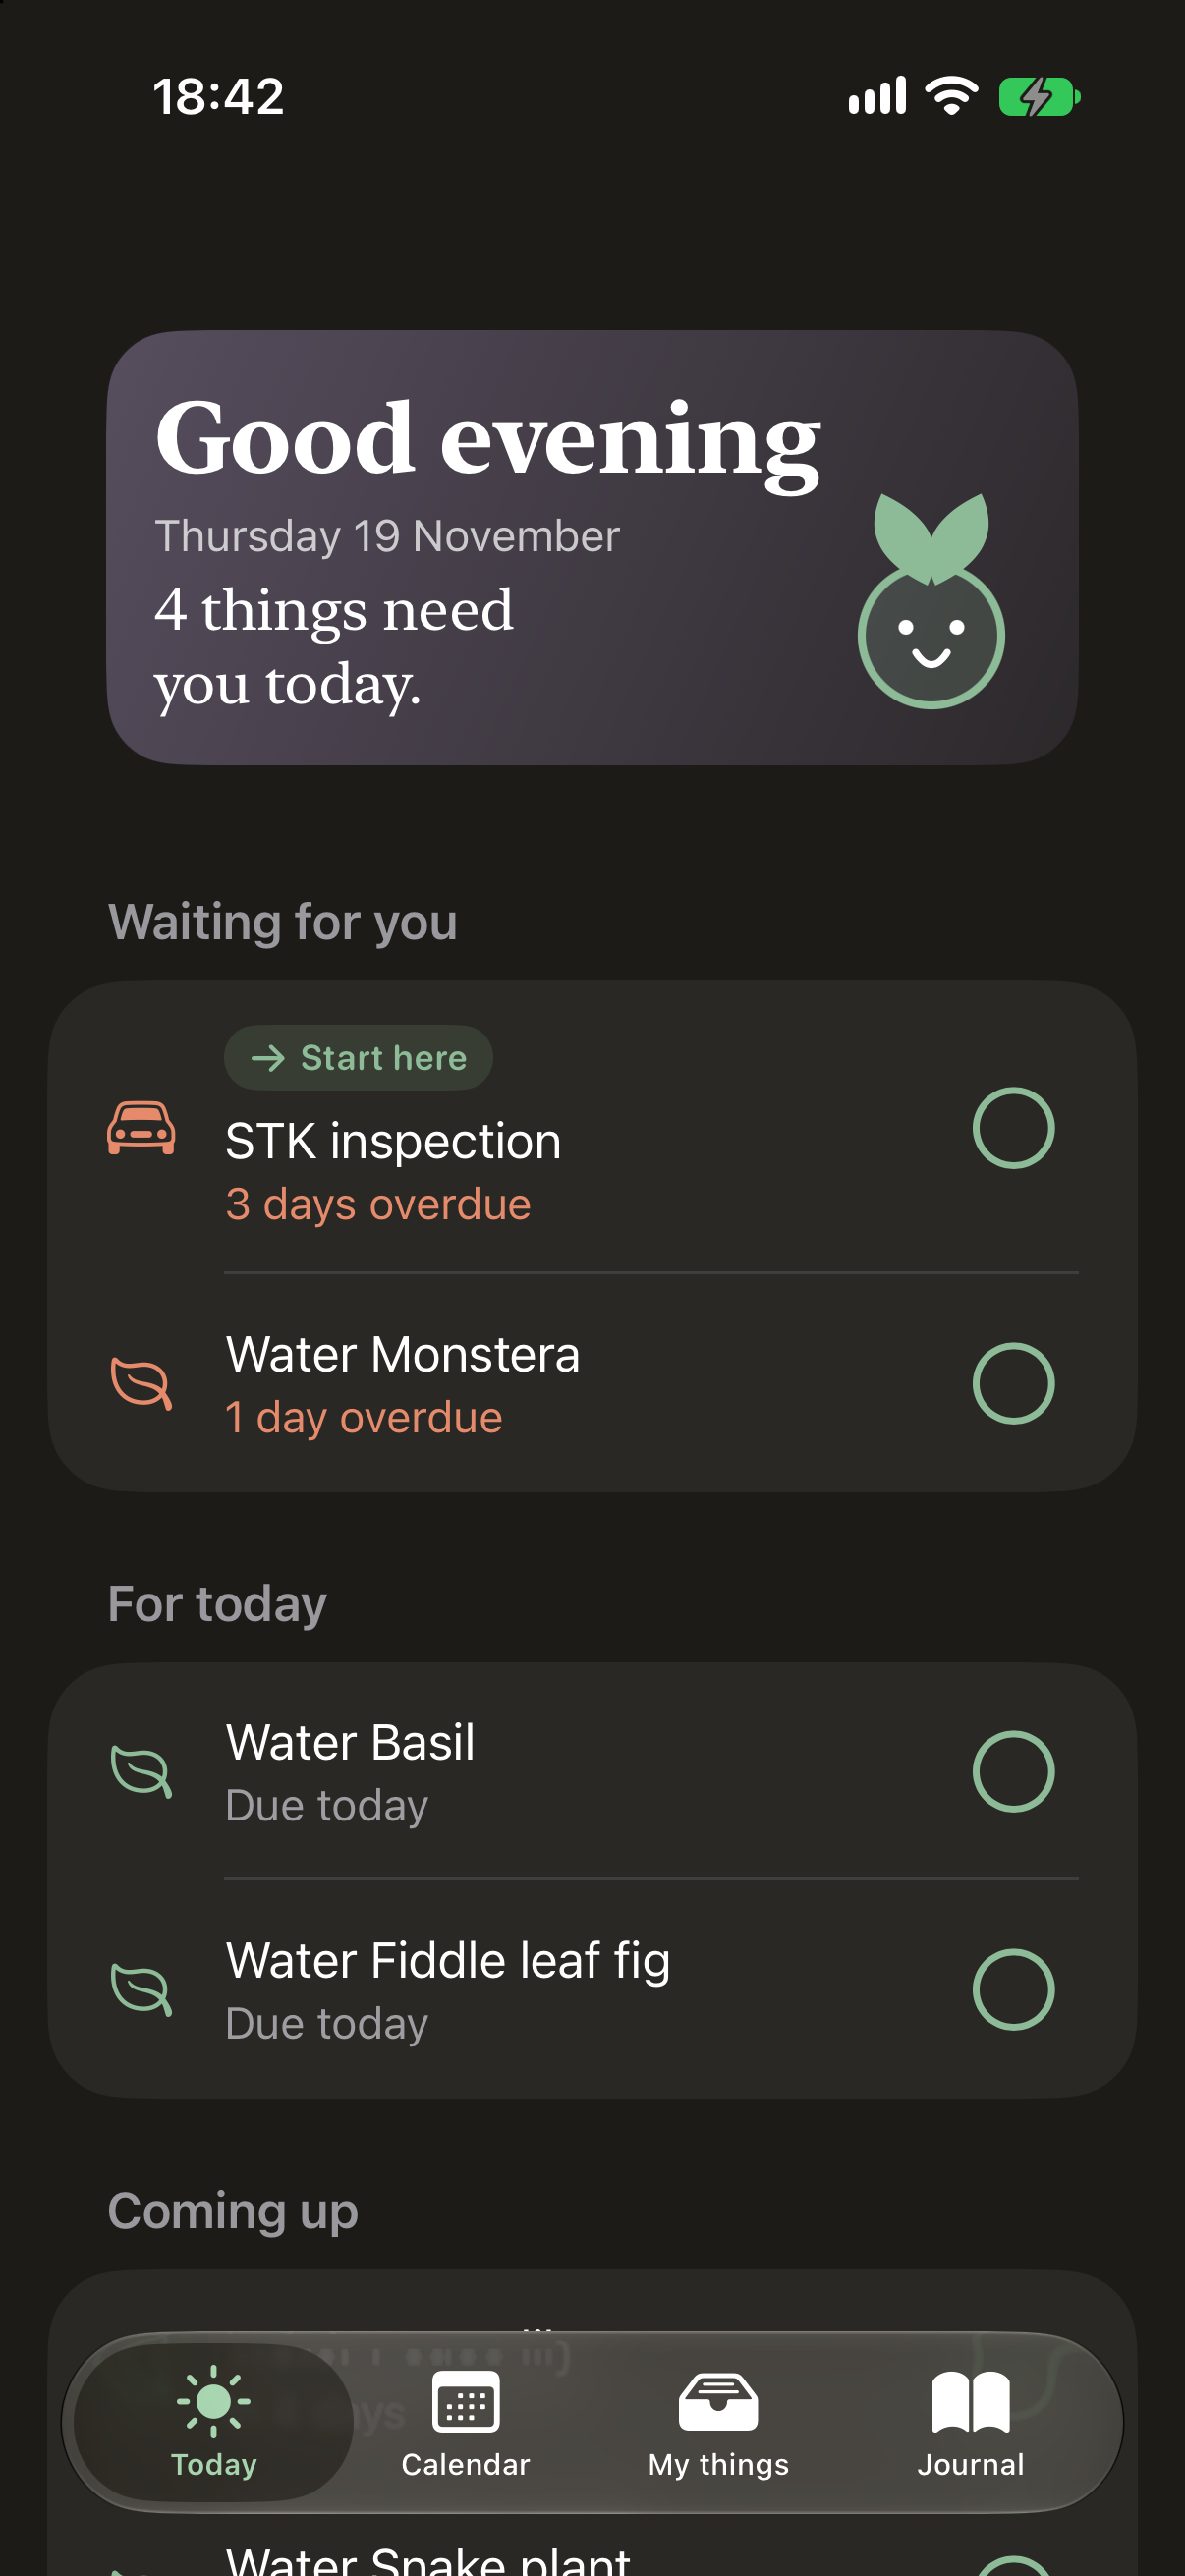 18:42
Good evening
Thursday 19 November
4 things need
you today.
Waiting for you
Start here
STK inspection
3 days overdue
Water Monstera
1 day overdue
For today
Water Basil
Due today
Water Fiddle leaf fig
Due today
Coming up
Today
Calendar
My things
Journal
Water Snake plant